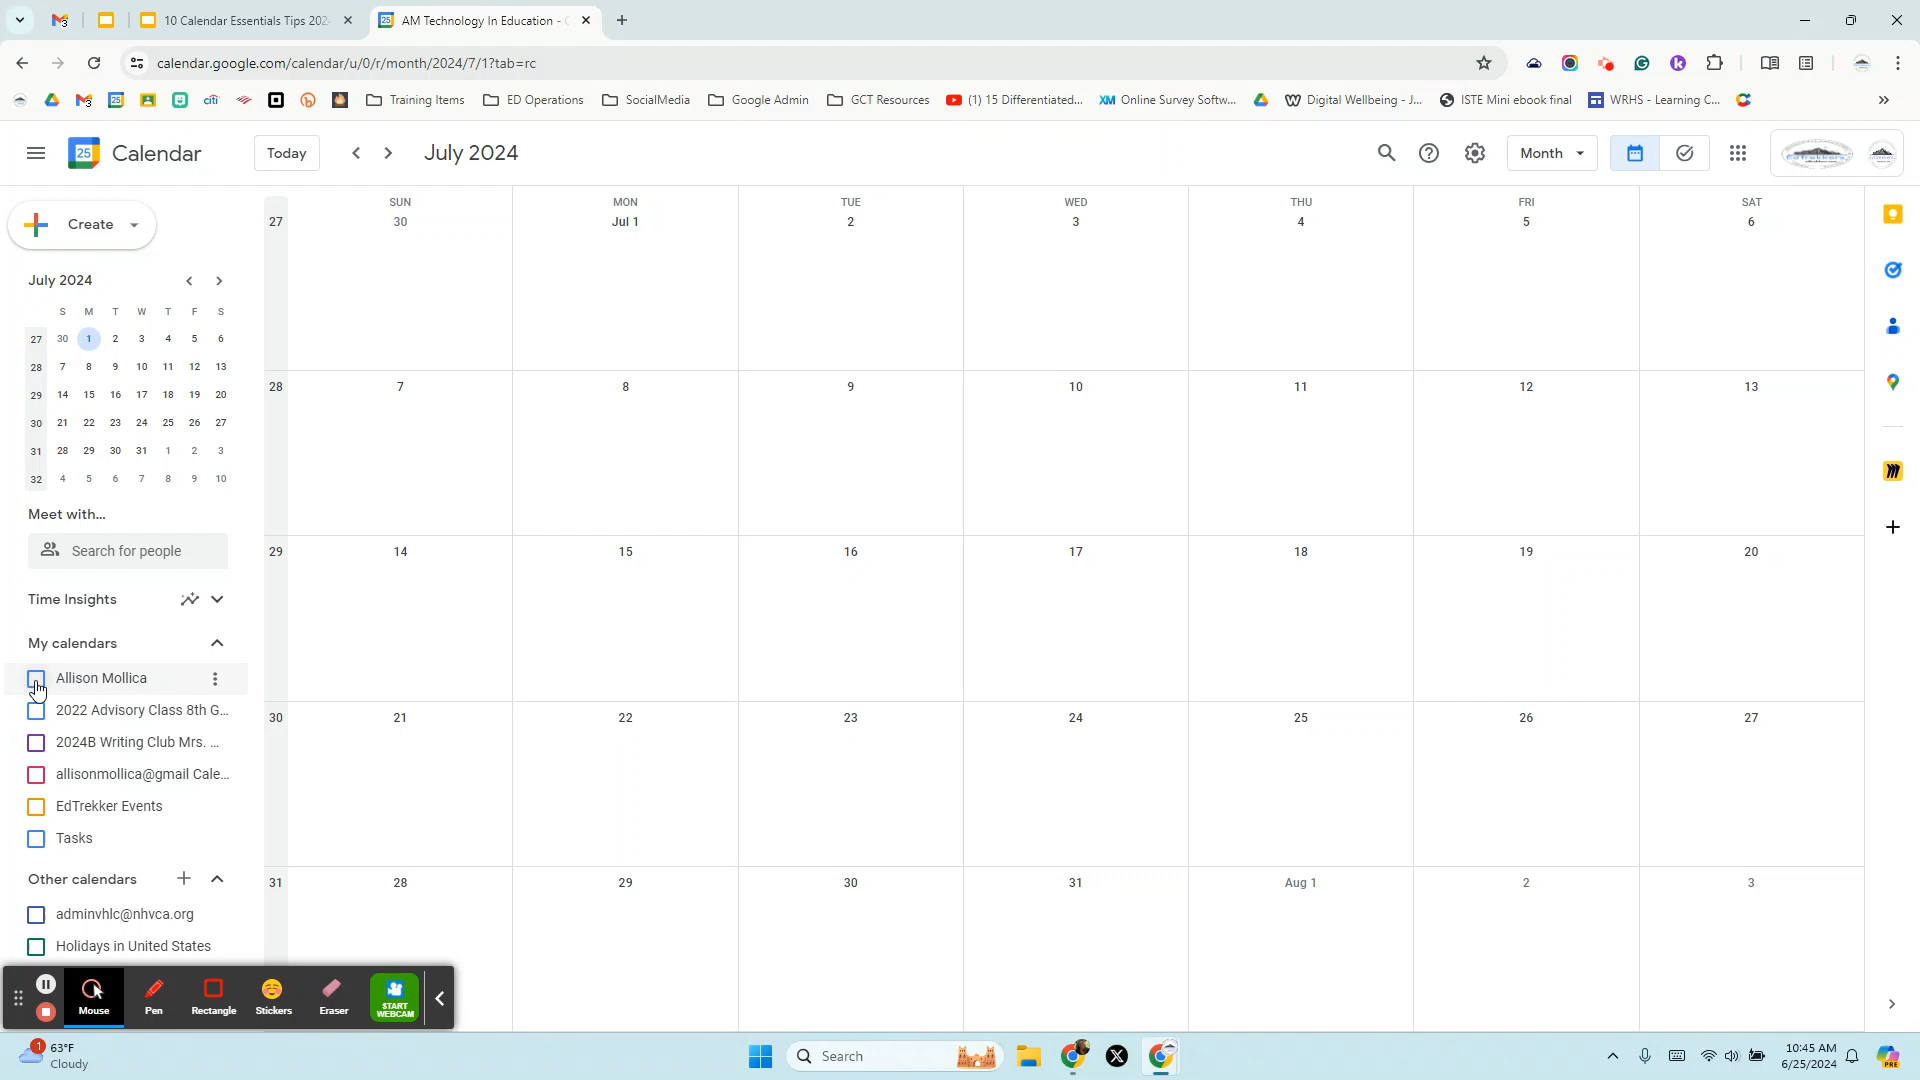 10 Calendar Essentials Tips 202
AM Technology In Education -
calendar.google.com/calendar/u/0/r/month/2024/7/1?tab=rc
Training Items
ED Operations
SocialMedia
Google Admin
GCT Resources
(1) 15 Differentiated...
XM Online Survey Softw...
Digital Wellbeing - J...
ISTE Mini ebook final
WRHS - Learning C...
25 Calendar
Today
July 2024
Month
Create
July 2024
S M T W T F S
27 30 1 2 3 4 5 6
28 7 8 9 10 11 12 13
29 14 15 16 17 18 19 20
30 21 22 23 24 25 26 27
31 28 29 30 31 1 2 3
32 4 5 6 7 8 9 10
Meet with...
Search for people
Time Insights
My calendars
Allison Mollica
2022 Advisory Class 8th G...
2024B Writing Club Mrs. ...
allisonmollica@gmail Cale...
EdTrekker Events
Tasks
Other calendars
adminvhlc@nhvca.org
Holidays in United States
SUN MON TUE WED THU FRI SAT
27 30 Jul 1 2 3 4 5 6
28 7 8 9 10 11 12 13
29 14 15 16 17 18 19 20
30 21 22 23 24 25 26 27
31 28 29 30 31 Aug 1 2 3
Mouse
Pen
Rectangle
Stickers
Eraser
START
WEBCAM
1
63°F
Cloudy
Search
10:45 AM
6/25/2024
PRE